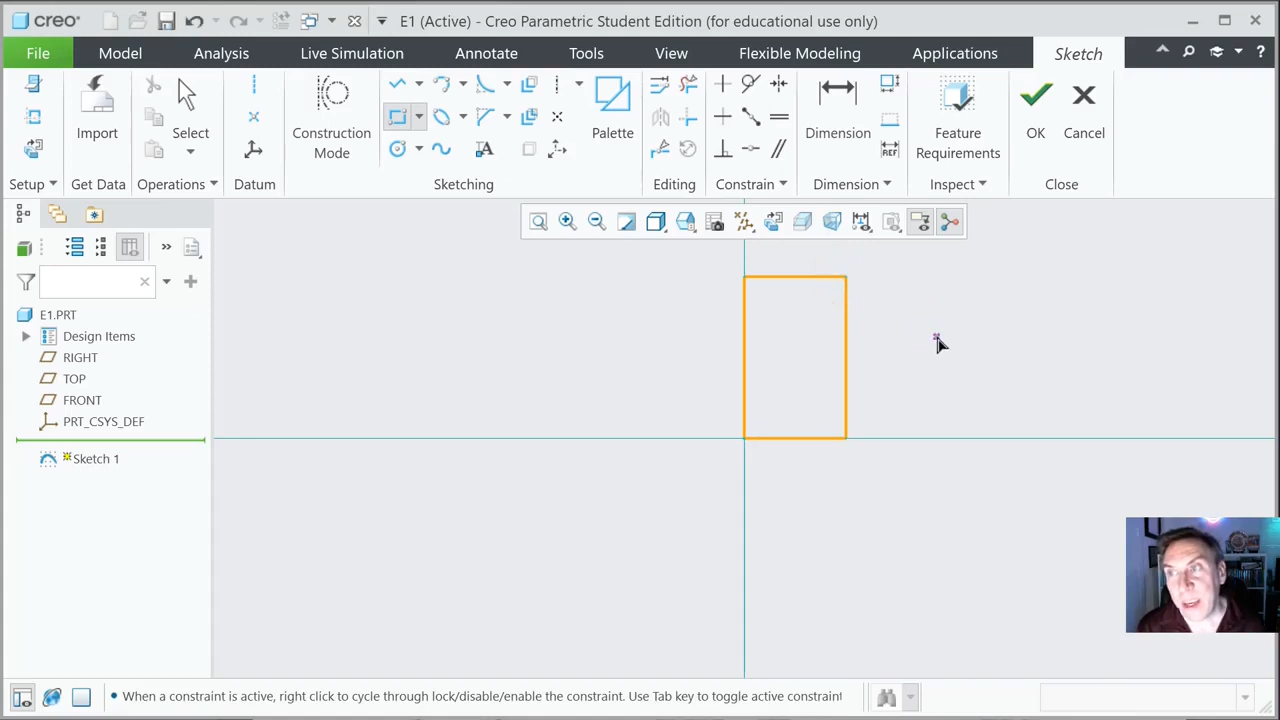 creo
E1 (Active) - Creo Parametric Student Edition (for educational use only)
File
Model
Analysis
Live Simulation
Annotate
Tools
View
Flexible Modeling
Applications
Sketch
Import
Select
Construction
Mode
Palette
Dimension
REF
Feature
Requirements
OK
Cancel
Setup
Get Data
Operations
Datum
Sketching
Editing
Constrain
Dimension
Inspect
Close
E1.PRT
Design Items
RIGHT
TOP
FRONT
PRT_CSYS_DEF
Sketch 1
• When a constraint is active, right click to cycle through lock/disable/enable the constraint. Use Tab key to toggle active constraint